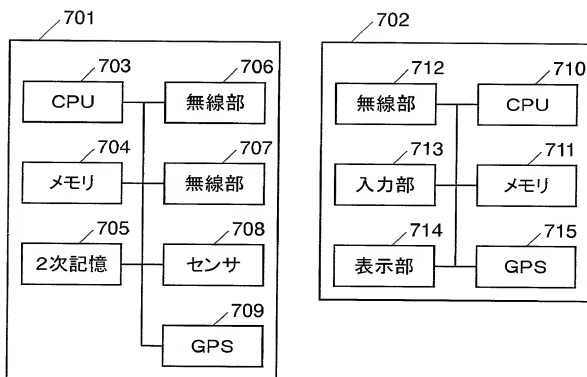 701
703
CPU
706
無線部
704
メモリ
707
無線部
705
2次記憶
708
センサ
709
GPS
702
712
無線部
710
CPU
713
入力部
711
メモリ
714
表示部
715
GPS